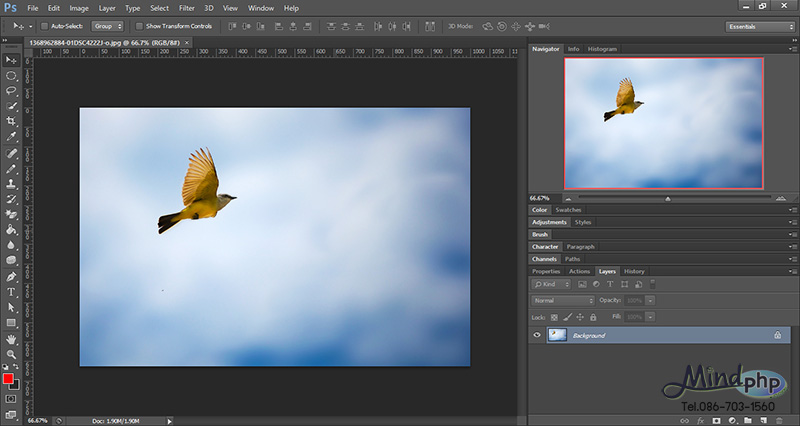 Ps File Edit Image Layer Type Select Filter 3D View Window Help
Auto-Select: Group Show Transform Controls 3D Mode: Essentials
1368962884-01DSC4222J-o.jpg @ 66.7% (RGB/8#) ×
Navigator Info Histogram
66.67%
Color Swatches
Adjustments Styles
Brush
Character Paragraph
Channels Paths
Properties Actions Layers History
Kind
Normal Opacity: 100%
Lock: Fill: 100%
Background
Mindphp
Tel.086-703-1560
66.67% Doc: 1.90M/1.90M